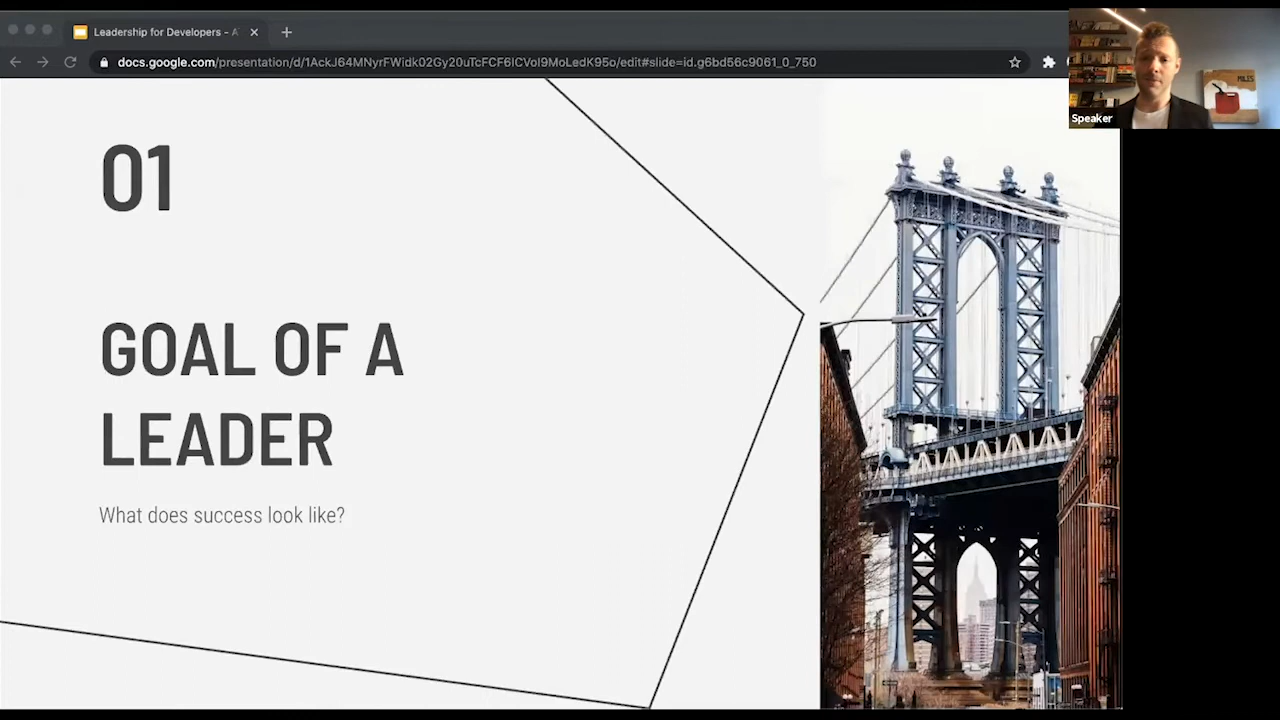 Leadership for Developers - A
docs.google.com/presentation/d/1AckJ64MNyrFWidk02Gy20uTcFCF6lCVol9MoLedK95o/edit#slide=id.g6bd56c9061_0_750
Speaker
01
GOAL OF A
LEADER
What does success look like?